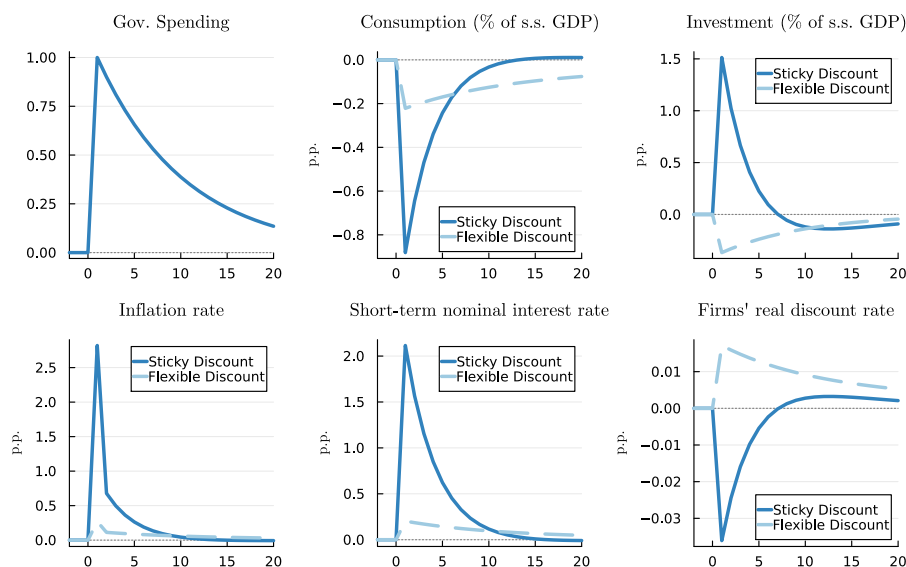 Gov. Spending
1.00
0.75
0.50
0.25
0.00
0
5
10
15
20
Consumption (% of s.s. GDP)
p.p.
0.0
−0.2
−0.4
−0.6
−0.8
Sticky Discount
Flexible Discount
0
5
10
15
20
Investment (% of s.s. GDP)
p.p.
1.5
1.0
0.5
0.0
Sticky Discount
Flexible Discount
0
5
10
15
20
Inflation rate
p.p.
2.5
2.0
1.5
1.0
0.5
0.0
Sticky Discount
Flexible Discount
0
5
10
15
20
Short-term nominal interest rate
p.p.
2.0
1.5
1.0
0.5
0.0
Sticky Discount
Flexible Discount
0
5
10
15
20
Firms' real discount rate
p.p.
0.01
0.00
−0.01
−0.02
−0.03
Sticky Discount
Flexible Discount
0
5
10
15
20